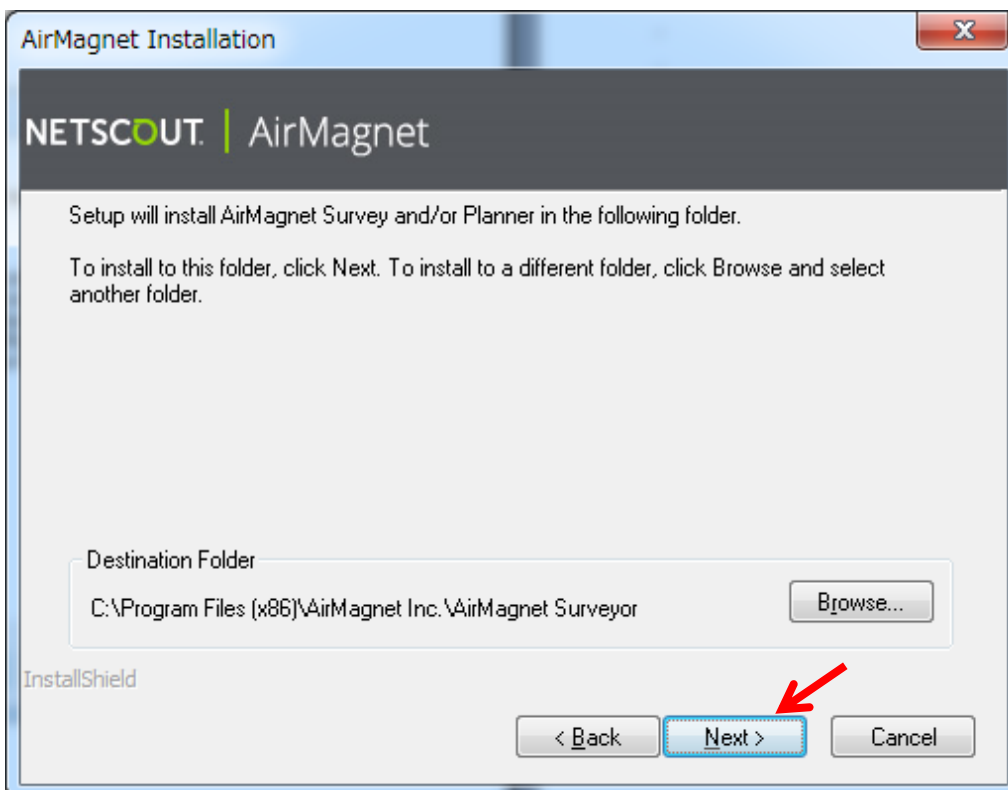 AirMagnet Installation
NETSCOUT. | AirMagnet
Setup will install AirMagnet Survey and/or Planner in the following folder.
To install to this folder, click Next. To install to a different folder, click Browse and select
another folder.
Destination Folder
C:\Program Files (x86)\AirMagnet Inc.\AirMagnet Surveyor
Browse...
InstallShield
< Back
Next >
Cancel